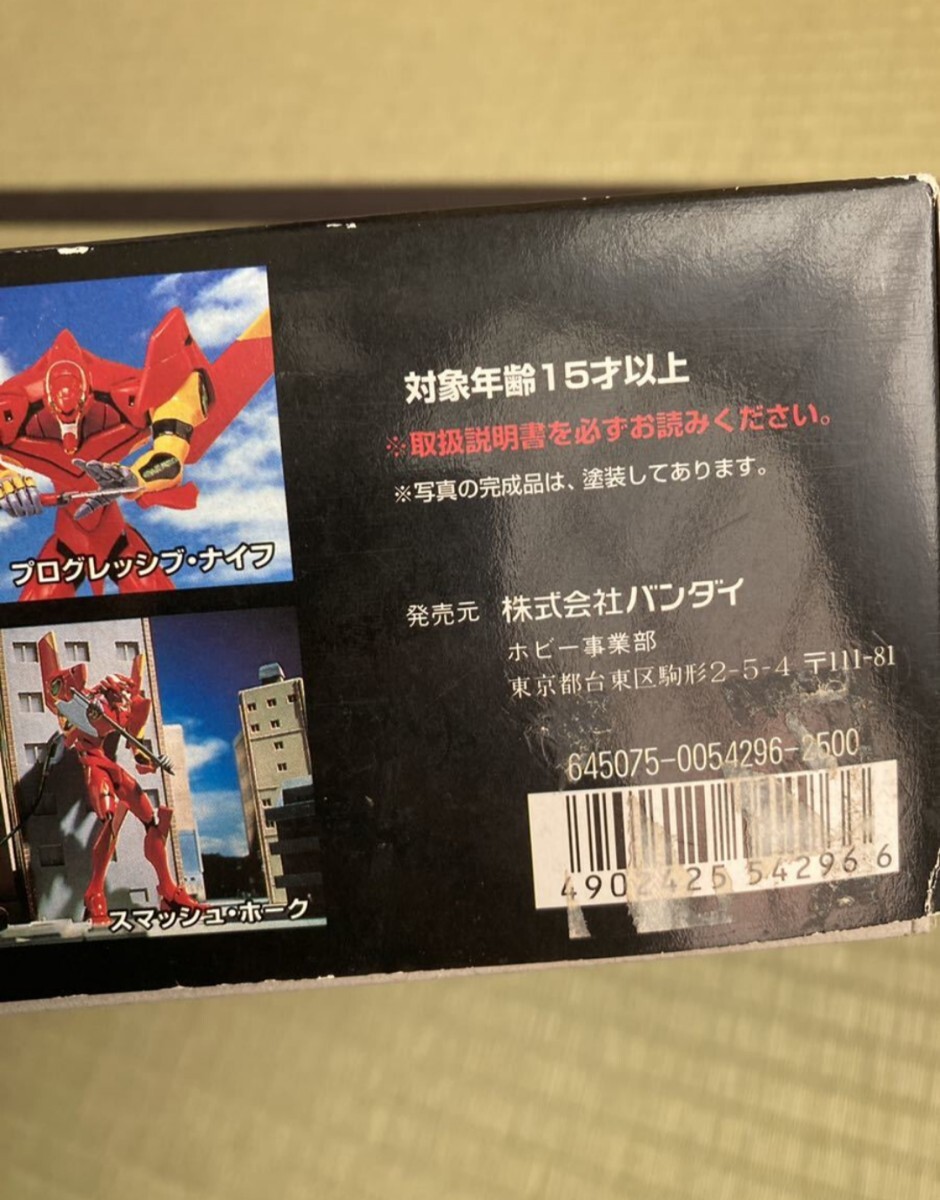 プログレッシブ・ナイフ
スマッシュ・ホーク
対象年齢15才以上
※取扱説明書を必ずお読みください。
※写真の完成品は、塗装してあります。
発売元 株式会社バンダイ
ホビー事業部
東京都台東区駒形2-5-4 〒111-81
645075-0054296-2500
4902425542966